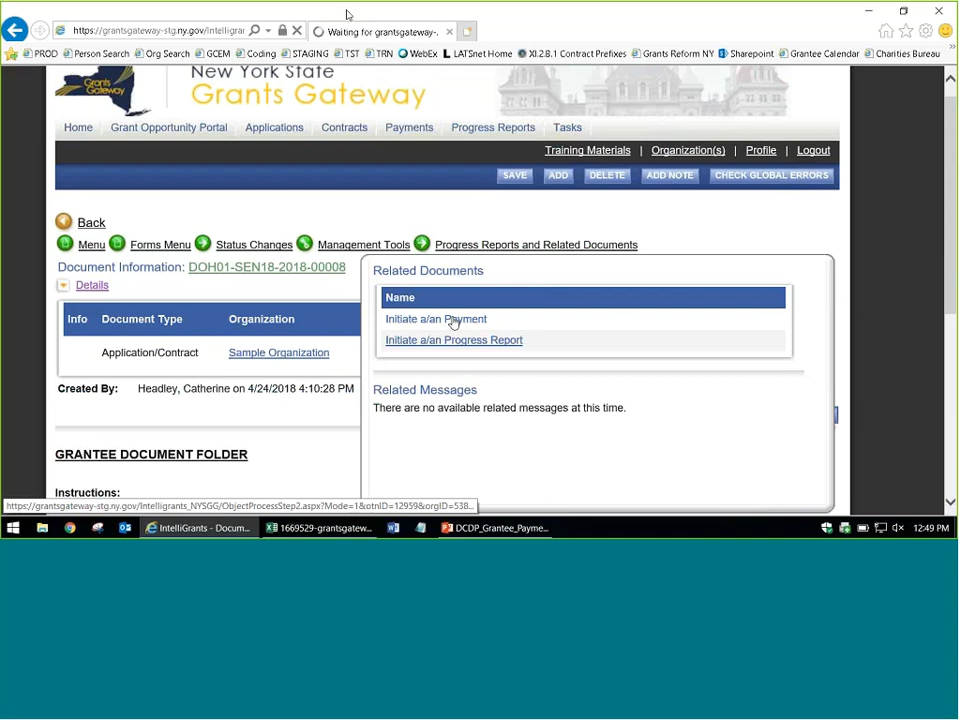 https://grantsgateway-stg.ny.gov/Intelligrar
Waiting for grantsgateway-.
PROD Person Search Org Search GCEM Coding STAGING TST TRN WebEx LATSnet Home XI.2.8.1 Contract Prefixes Grants Reform NY Sharepoint Grantee Calendar Charities Bureau
Grants Gateway
New York State
Grants Gateway
Home Grant Opportunity Portal Applications Contracts Payments Progress Reports Tasks
Training Materials | Organization(s) | Profile | Logout
SAVE ADD DELETE ADD NOTE CHECK GLOBAL ERRORS
Back
Menu Forms Menu Status Changes Management Tools Progress Reports and Related Documents
Document Information: DOH01-SEN18-2018-00008
Details
Info Document Type Organization
Application/Contract Sample Organization
Created By: Headley, Catherine on 4/24/2018 4:10:28 PM
Related Documents
Name
Initiate a/an Payment
Initiate a/an Progress Report
Related Messages
There are no available related messages at this time.
GRANTEE DOCUMENT FOLDER
Instructions:
https://grantsgateway-stg.ny.gov/Intelligrants_NYSGG/ObjectProcessStep2.aspx?Mode=1&otnID=12959&orgID=538...
IntelliGrants - Docum... 1669529-grantsgatew... DCDP_Grantee_Payme... 12:49 PM